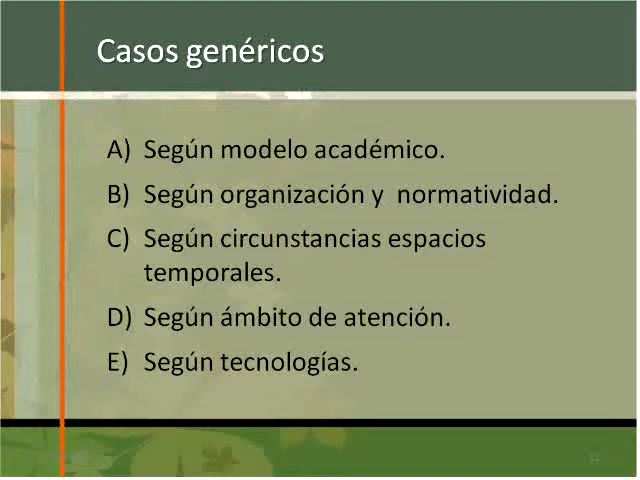 Casos genéricos
A) Según modelo académico.
B) Según organización y normatividad.
C) Según circunstancias espacios
temporales.
D) Según ámbito de atención.
E) Según tecnologías.